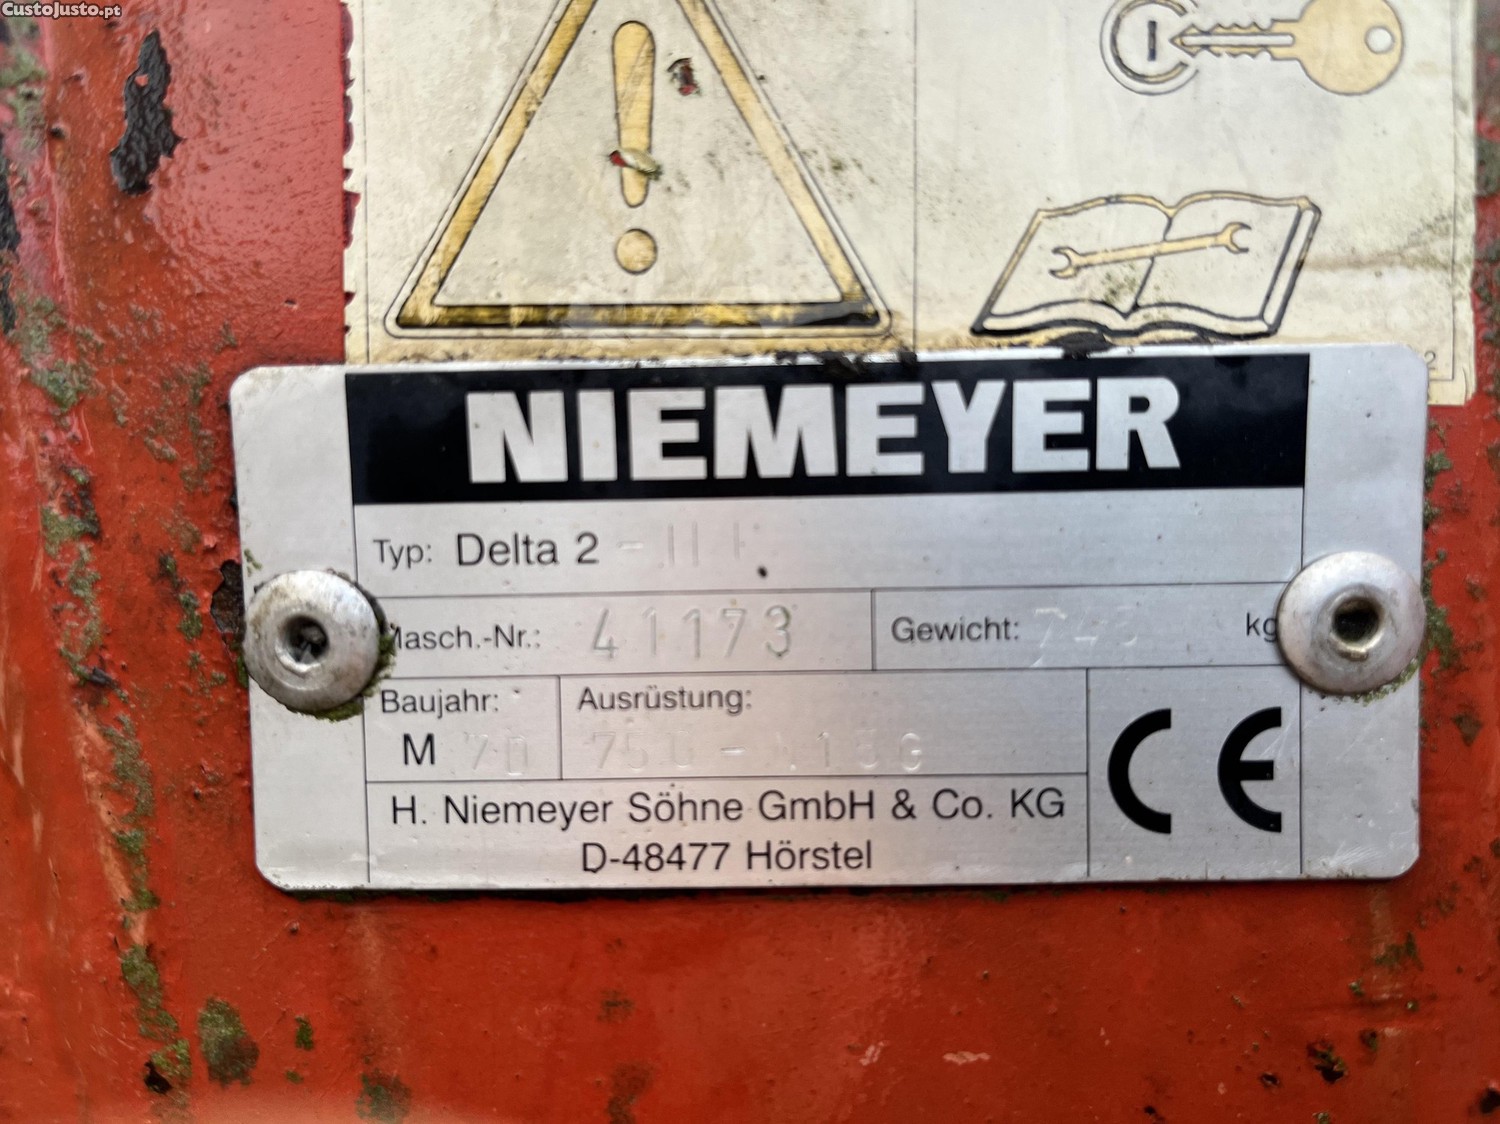 CustoJusto.pt
2
NIEMEYER
Typ: Delta 2
Masch.-Nr.: 41173 Gewicht: kg
Baujahr: Ausrüstung:
M
H. Niemeyer Söhne GmbH & Co. KG
D-48477 Hörstel
CE